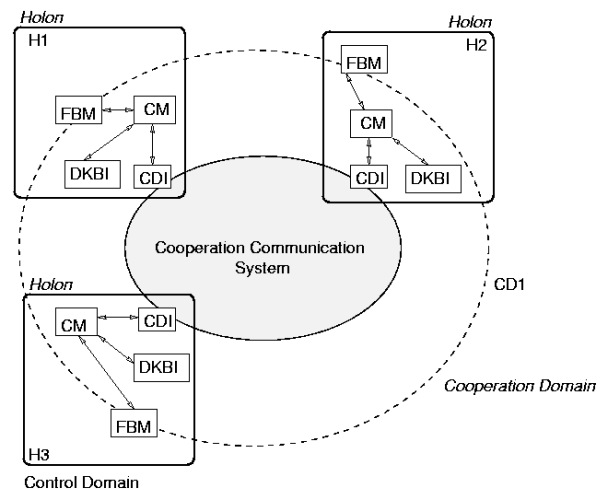 Holon
H1
FBM
CM
DKBI
CDI
Holon
H2
FBM
CM
CDI
DKBI
Cooperation Communication
System
CD1
Holon
CM
CDI
DKBI
FBM
H3
Cooperation Domain
Control Domain